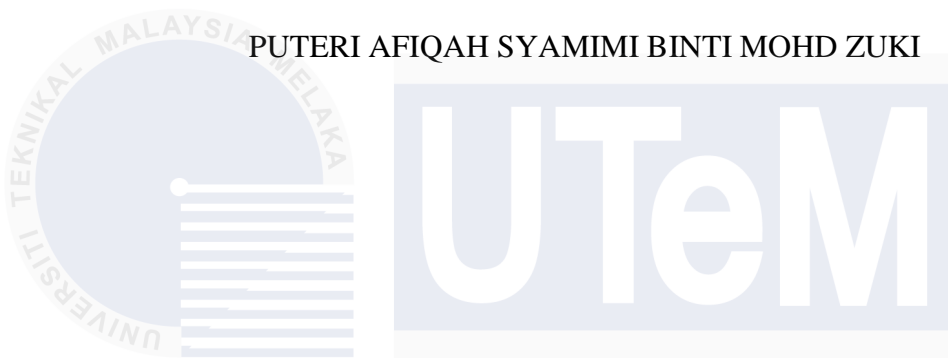 PUTERI AFIQAH SYAMIMI BINTI MOHD ZUKI
UNIVERSITI TEKNIKAL MALAYSIA MELAKA
UTeM